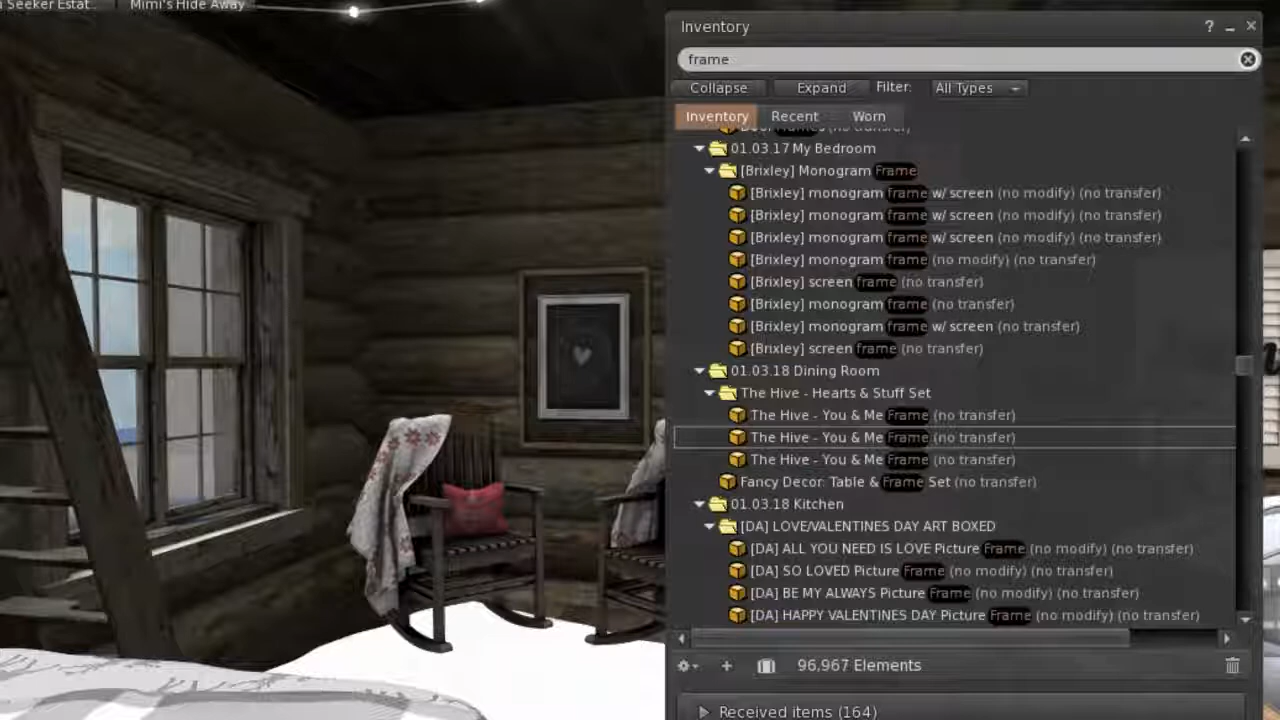 Seeker Estat..
Mimi's Hide Away
Inventory
? _ ×
frame
Collapse Expand Filter: All Types
Inventory Recent Worn
(no transfer)
01.03.17 My Bedroom
[Brixley] Monogram Frame
[Brixley] monogram frame w/ screen (no modify) (no transfer)
[Brixley] monogram frame w/ screen (no modify) (no transfer)
[Brixley] monogram frame w/ screen (no modify) (no transfer)
[Brixley] monogram frame (no modify) (no transfer)
[Brixley] screen frame (no transfer)
[Brixley] monogram frame (no transfer)
[Brixley] monogram frame w/ screen (no transfer)
[Brixley] screen frame (no transfer)
01.03.18 Dining Room
The Hive - Hearts & Stuff Set
The Hive - You & Me Frame (no transfer)
The Hive - You & Me Frame (no transfer)
The Hive - You & Me Frame (no transfer)
Fancy Decor: Table & Frame Set (no transfer)
01.03.18 Kitchen
[DA] LOVE/VALENTINES DAY ART BOXED
[DA] ALL YOU NEED IS LOVE Picture Frame (no modify) (no transfer)
[DA] SO LOVED Picture Frame (no modify) (no transfer)
[DA] BE MY ALWAYS Picture Frame (no modify) (no transfer)
[DA] HAPPY VALENTINES DAY Picture Frame (no modify) (no transfer)
96,967 Elements
Received items (164)